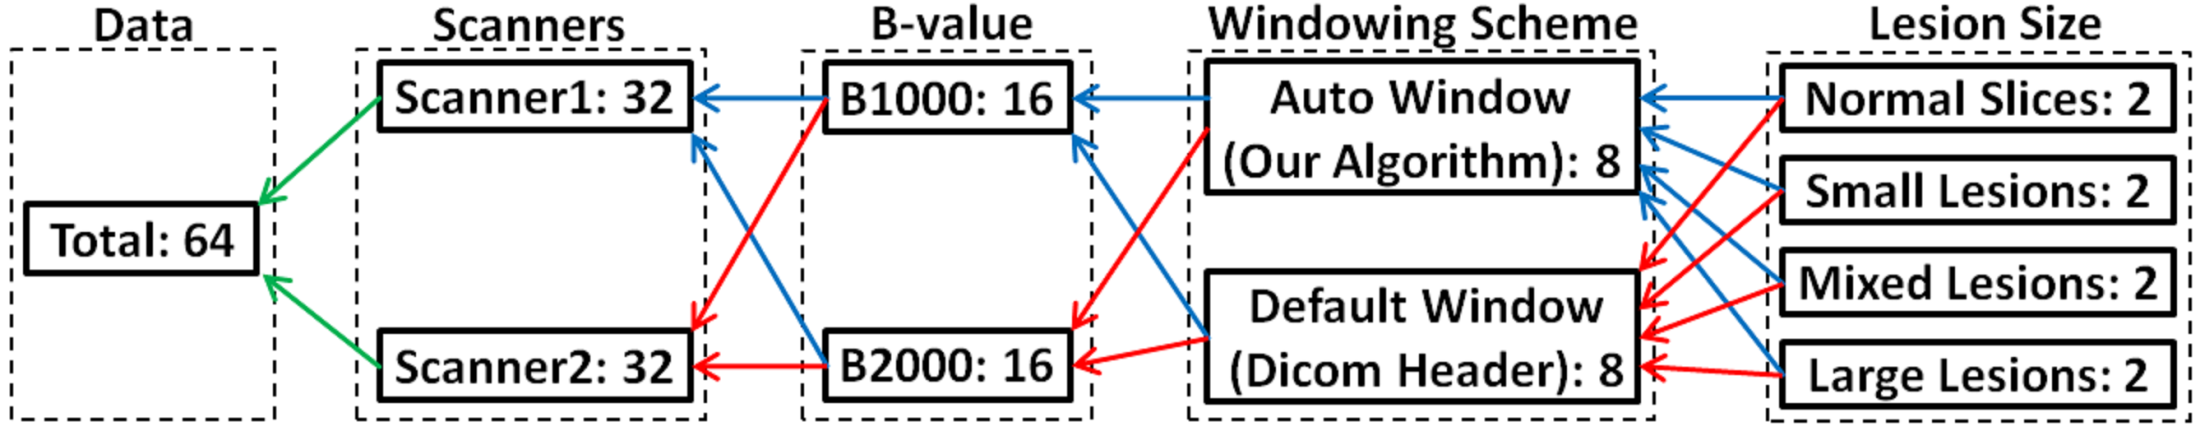 Data
Total: 64
Scanners
Scanner1: 32
Scanner2: 32
B-value
B1000: 16
B2000: 16
Windowing Scheme
Auto Window
(Our Algorithm): 8
Default Window
(Dicom Header): 8
Lesion Size
Normal Slices: 2
Small Lesions: 2
Mixed Lesions: 2
Large Lesions: 2